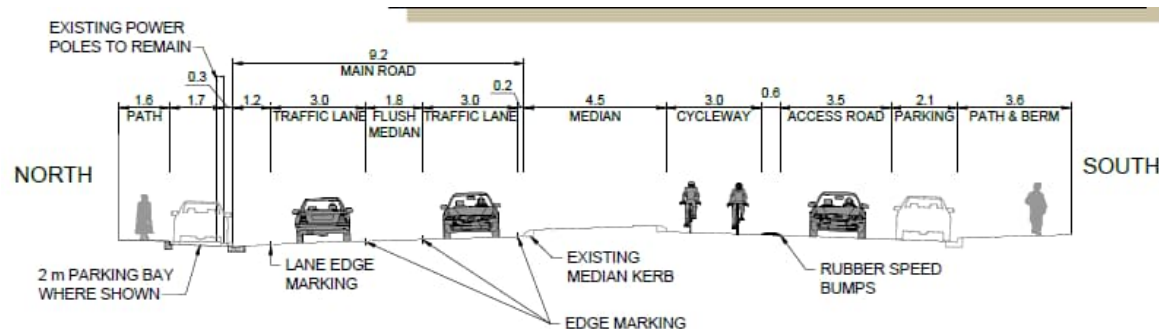 EXISTING POWER
POLES TO REMAIN
9.2
MAIN ROAD
0.3
0.2
0.6
1.6
1.7
1.2
3.0
1.8
3.0
4.5
3.0
3.5
2.1
3.6
PATH
TRAFFIC LANE
FLUSH
MEDIAN
TRAFFIC LANE
MEDIAN
CYCLEWAY
ACCESS ROAD
PARKING
PATH & BERM
NORTH
SOUTH
2 m PARKING BAY
WHERE SHOWN
LANE EDGE
MARKING
EXISTING
MEDIAN KERB
RUBBER SPEED
BUMPS
EDGE MARKING